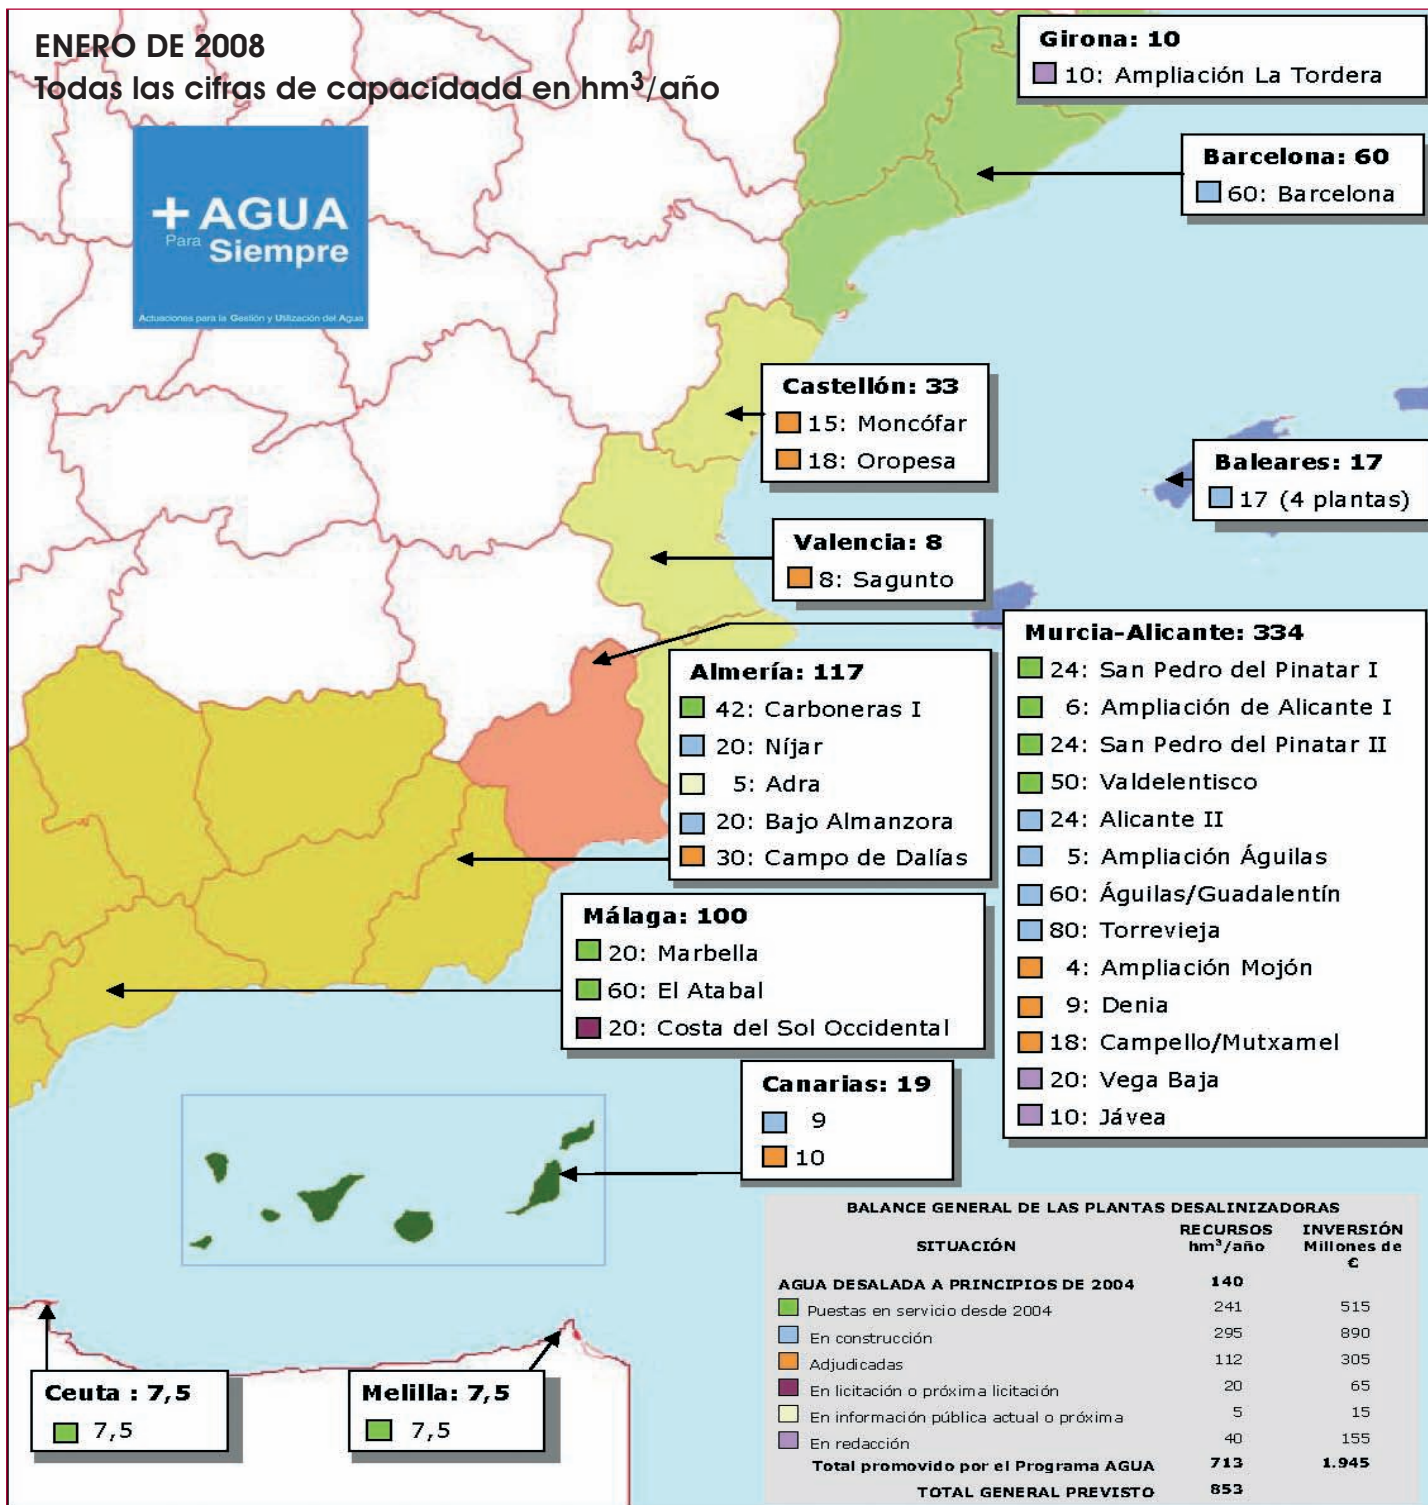 ENERO DE 2008
Todas las cifras de capacidadd en hm³/año
+ AGUA
Para Siempre
Actuaciones para la Gestión y Utilización del Agua
Girona: 10
10: Ampliación La Tordera
Barcelona: 60
60: Barcelona
Castellón: 33
15: Moncófar
18: Oropesa
Baleares: 17
17 (4 plantas)
Valencia: 8
8: Sagunto
Murcia-Alicante: 334
24: San Pedro del Pinatar I
6: Ampliación de Alicante I
24: San Pedro del Pinatar II
50: Valdelentisco
24: Alicante II
5: Ampliación Águilas
60: Águilas/Guadalentín
80: Torrevieja
4: Ampliación Mojón
9: Denia
18: Campello/Mutxamel
20: Vega Baja
10: Jávea
Almería: 117
42: Carboneras I
20: Níjar
5: Adra
20: Bajo Almanzora
30: Campo de Dalías
Málaga: 100
20: Marbella
60: El Atabal
20: Costa del Sol Occidental
Canarias: 19
9
10
Ceuta : 7,5
7,5
Melilla: 7,5
7,5
BALANCE GENERAL DE LAS PLANTAS DESALINIZADORAS
SITUACIÓN RECURSOS hm³/año INVERSIÓN Millones de €
AGUA DESALADA A PRINCIPIOS DE 2004 140
Puestas en servicio desde 2004 241 515
En construcción 295 890
Adjudicadas 112 305
En licitación o próxima licitación 20 65
En información pública actual o próxima 5 15
En redacción 40 155
Total promovido por el Programa AGUA 713 1.945
TOTAL GENERAL PREVISTO 853